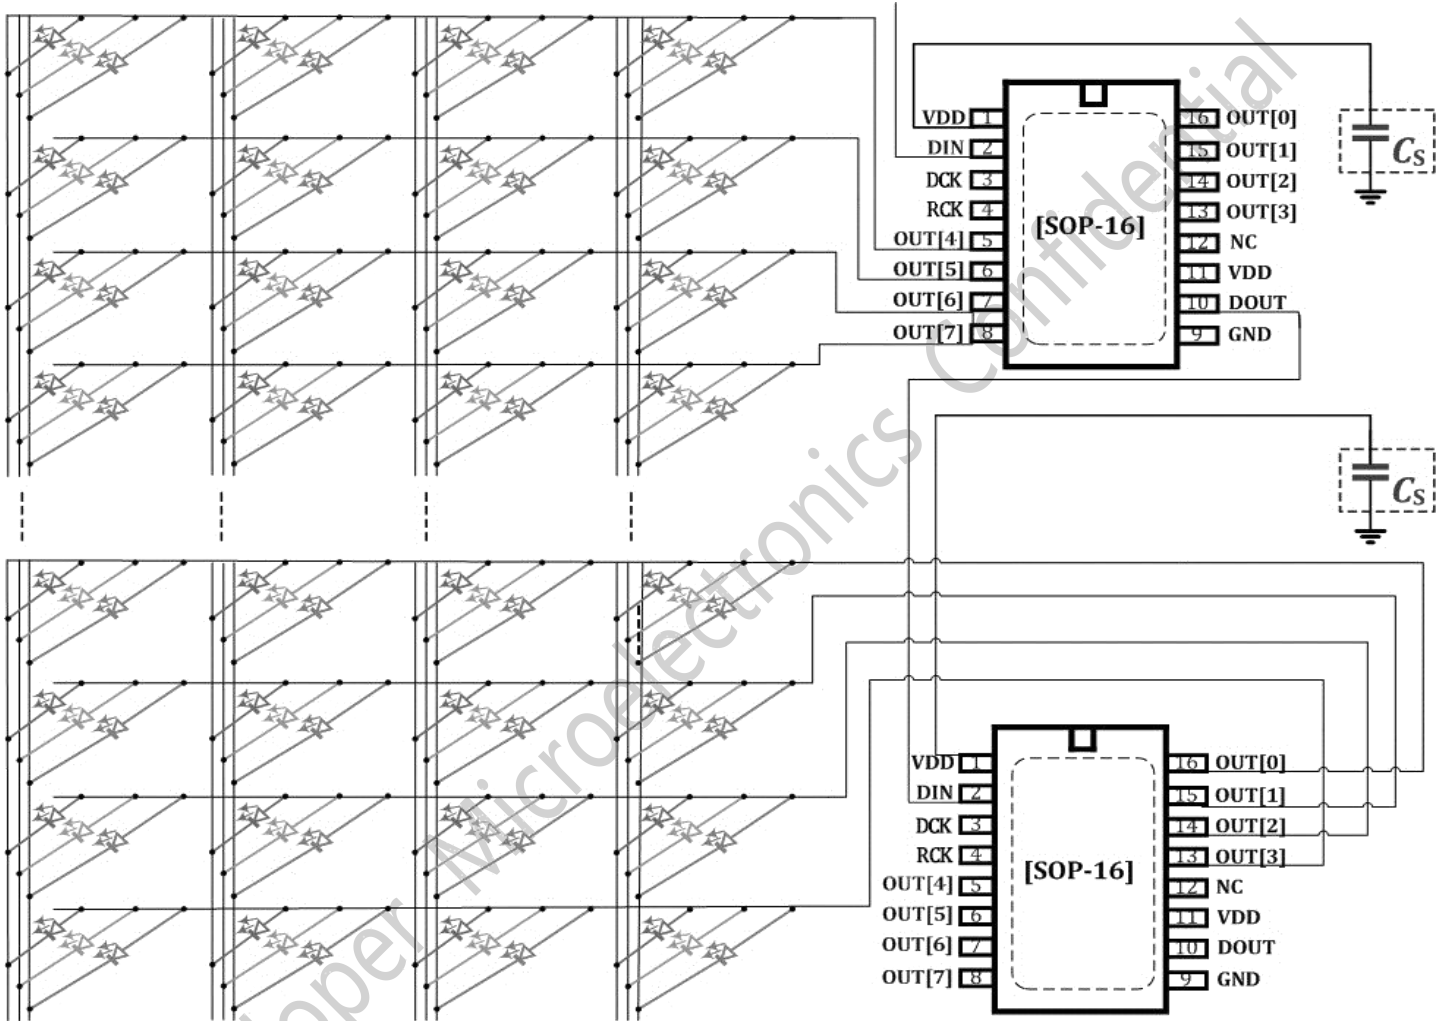 VDD 1 16 OUT[0]
DIN 2 15 OUT[1]
DCK 3 14 OUT[2]
RCK 4 13 OUT[3]
[SOP-16]
OUT[4] 5 12 NC
OUT[5] 6 11 VDD
OUT[6] 7 10 DOUT
OUT[7] 8 9 GND
CS
CS
VDD 1 16 OUT[0]
DIN 2 15 OUT[1]
DCK 3 14 OUT[2]
RCK 4 13 OUT[3]
[SOP-16]
OUT[4] 5 12 NC
OUT[5] 6 11 VDD
OUT[6] 7 10 DOUT
OUT[7] 8 9 GND
Microelectronics Confidential